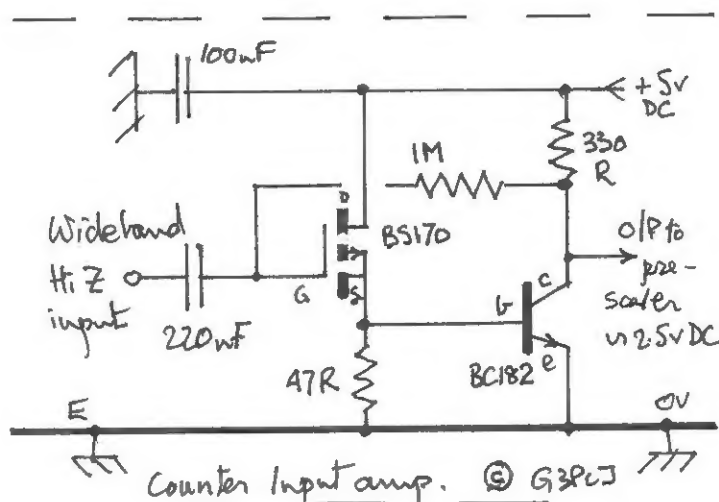 100nF
+5v
DC
330
R
1M
Wideband
Hi Z
input
220nF
D
G
S
BS170
47R
b
c
e
BC182
O/P to
pre-
scaler
~2.5v DC
E
0V
Counter Input amp. © G3PCJ